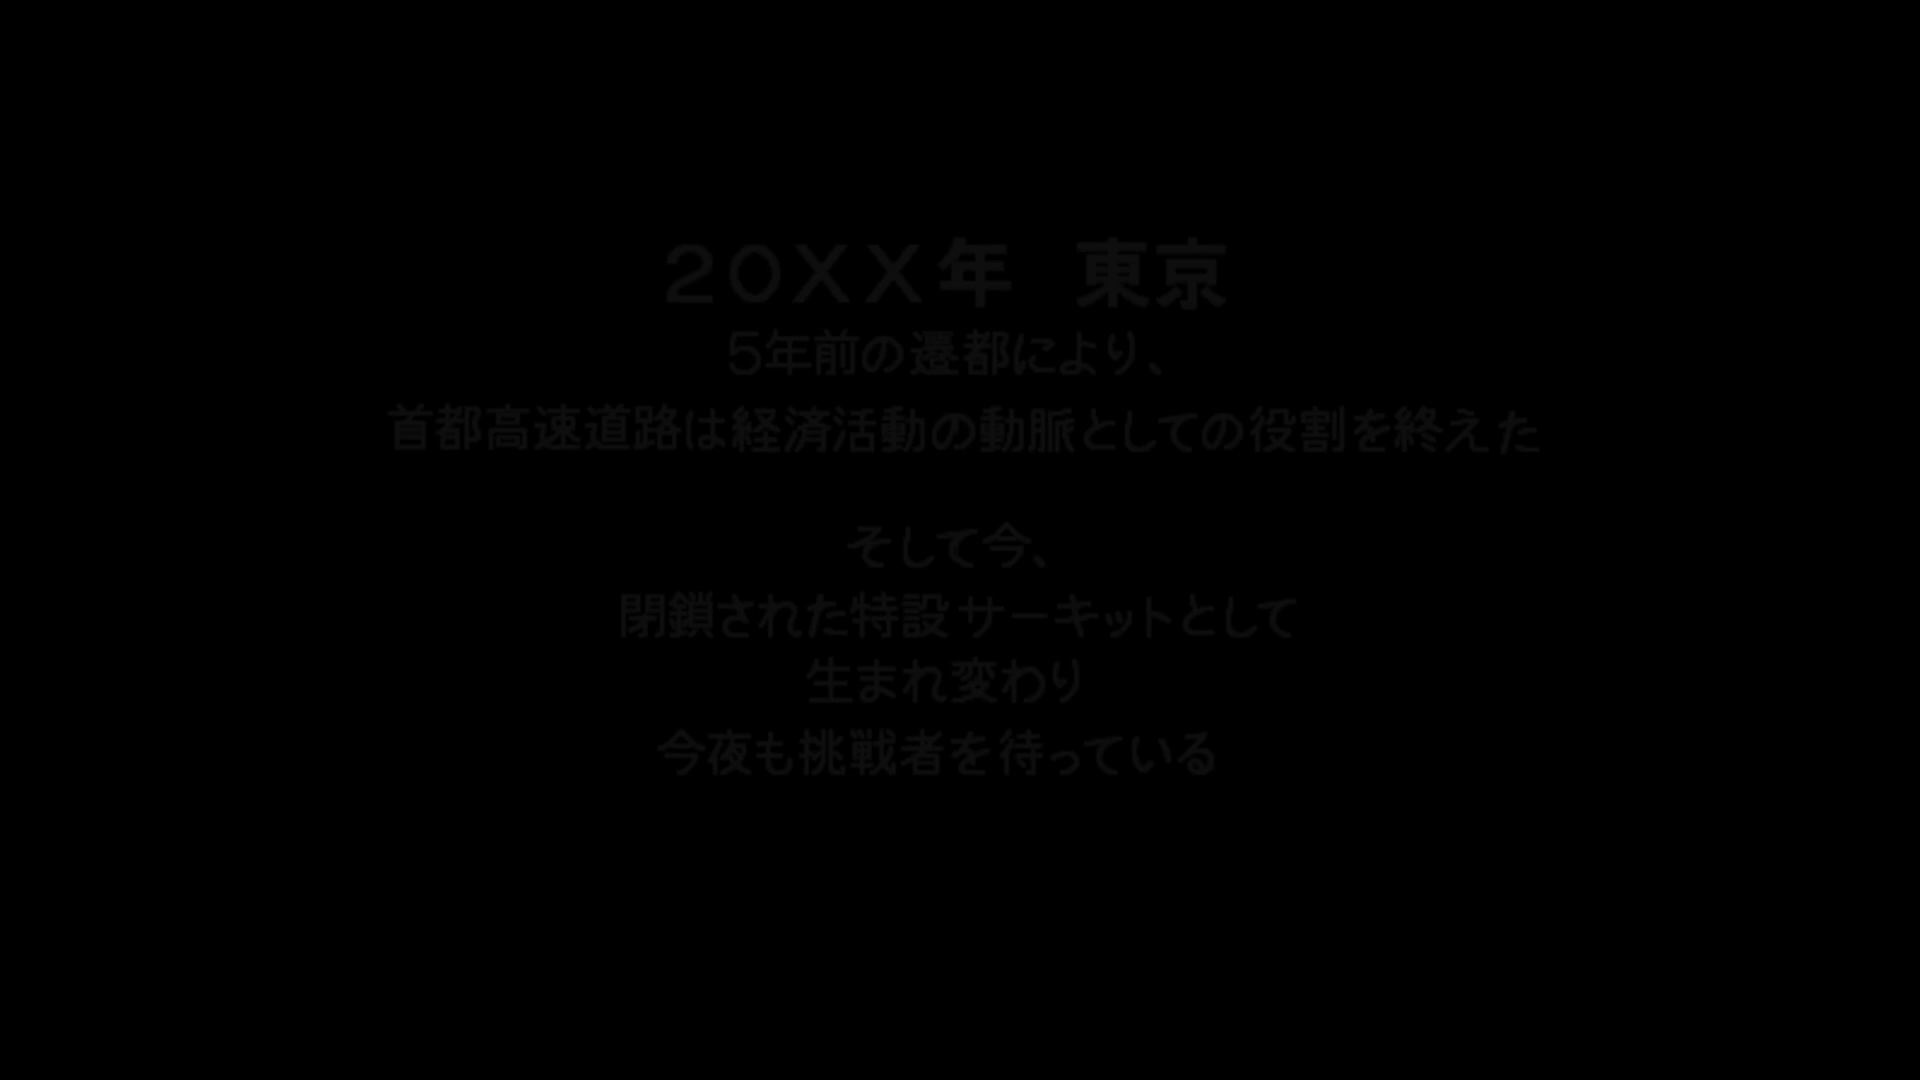 20XX年 東京
5年前の遷都により、
首都高速道路は経済活動の動脈としての役割を終えた
そして今、
閉鎖された特設サーキットとして
生まれ変わり
今夜も挑戦者を待っている